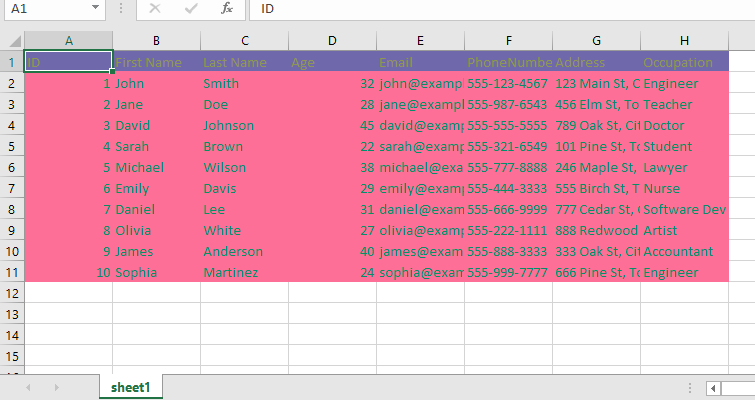 A1 fx ID
A B C D E F G H
1 ID First Name Last Name Age Email PhoneNumbe Address Occupation
2 1 John Smith 32 john@exampl 555-123-4567 123 Main St, C Engineer
3 2 Jane Doe 28 jane@exampl 555-987-6543 456 Elm St, To Teacher
4 3 David Johnson 45 david@examp 555-555-5555 789 Oak St, Cit Doctor
5 4 Sarah Brown 22 sarah@examp 555-321-6549 101 Pine St, To Student
6 5 Michael Wilson 38 michael@exa 555-777-8888 246 Maple St, Lawyer
7 6 Emily Davis 29 emily@examp 555-444-3333 555 Birch St, T Nurse
8 7 Daniel Lee 31 daniel@exam 555-666-9999 777 Cedar St, Software Dev
9 8 Olivia White 27 olivia@examp 555-222-1111 888 Redwood Artist
10 9 James Anderson 40 james@exam 555-888-3333 333 Oak St, Cit Accountant
11 10 Sophia Martinez 24 sophia@exam 555-999-7777 666 Pine St, To Engineer
12
13
14
15
sheet1